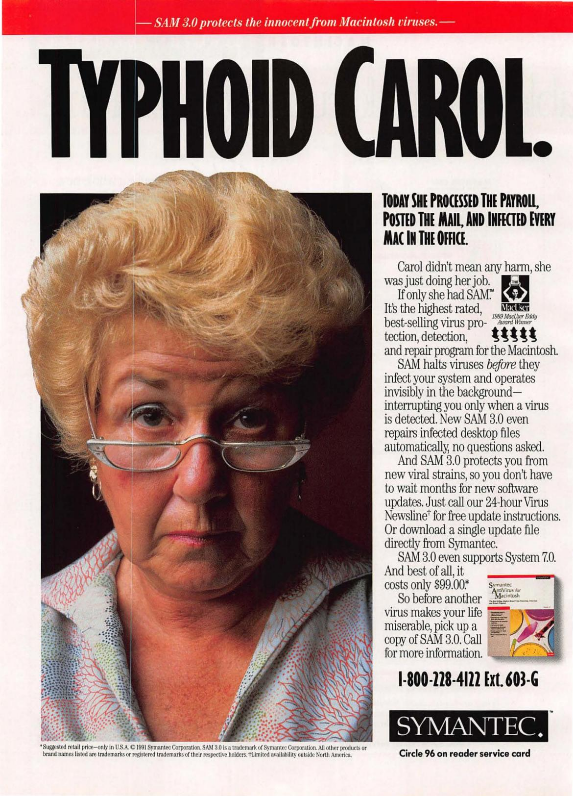 — SAM 3.0 protects the innocent from Macintosh viruses. —
TYPHOID CAROL.
TODAY SHE PROCESSED THE PAYROLL,
POSTED THE MAIL, AND INFECTED EVERY
MAC IN THE OFFICE.
Carol didn't mean any harm, she
was just doing her job.
If only she had SAM.™
It's the highest rated,
best-selling virus pro-
tection, detection,
and repair program for the Macintosh.
MacUser
1989 MacUser Eddy
Award Winner
SAM halts viruses before they
infect your system and operates
invisibly in the background—
interrupting you only when a virus
is detected. New SAM 3.0 even
repairs infected desktop files
automatically, no questions asked.
And SAM 3.0 protects you from
new viral strains, so you don't have
to wait months for new software
updates. Just call our 24-hour Virus
Newsline† for free update instructions.
Or download a single update file
directly from Symantec.
SAM 3.0 even supports System 7.0.
And best of all, it
costs only $99.00.*
So before another
virus makes your life
miserable, pick up a
copy of SAM 3.0. Call
for more information.
Symantec
AntiVirus for
Macintosh
1-800-228-4122 Ext. 603-G
SYMANTEC.™
Circle 96 on reader service card
*Suggested retail price—only in U.S.A. © 1991 Symantec Corporation. SAM 3.0 is a trademark of Symantec Corporation. All other products or
brand names listed are trademarks or registered trademarks of their respective holders. †Limited availability outside North America.